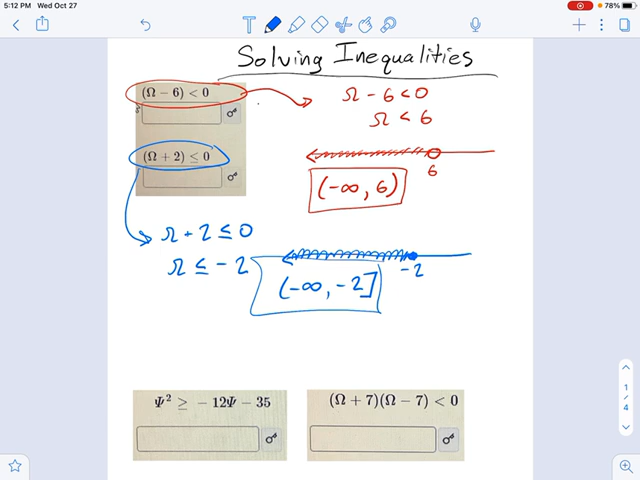 5:12 PM Wed Oct 27
78%
Solving Inequalities
(Ω − 6) < 0
Ω − 6 < 0
Ω < 6
6
(−∞, 6)
(Ω + 2) ≤ 0
Ω + 2 ≤ 0
Ω ≤ −2
−2
(−∞, −2]
Ψ² ≥ − 12Ψ − 35
(Ω + 7)(Ω − 7) < 0
1
/
4